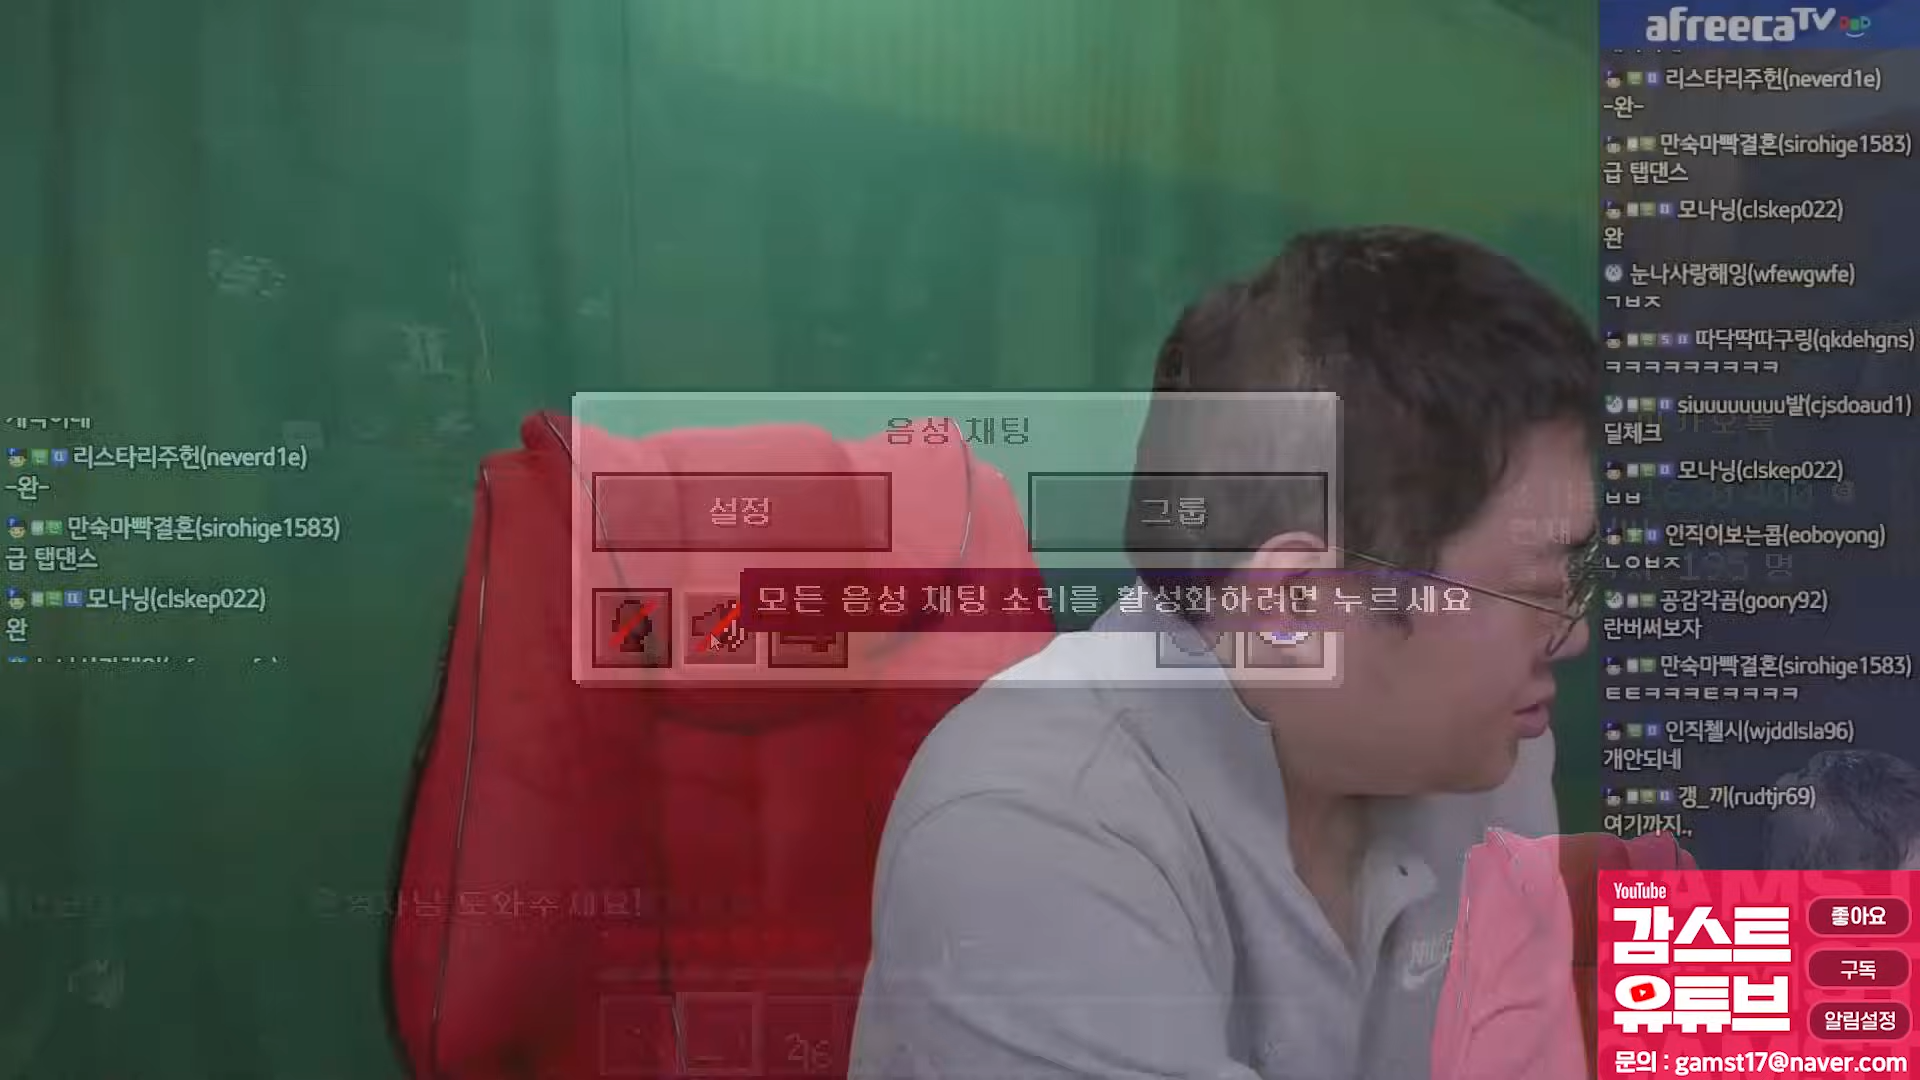 afreecaTV
리스타리주헌(neverd1e)
-완-
만숙마빡결혼(sirohige1583)
급 탭댄스
모나닝(clskep022)
완
눈나사랑해잉(wfewgwfe)
ㄱㅂㅈ
따닥딱따구링(qkdehgns)
ㅋㅋㅋㅋㅋㅋㅋㅋㅋ
siuuuuuuuu발(cjsdoaud1)
딜체크
모나닝(clskep022)
ㅂㅂ
인직이보는콥(eoboyong)
ㄴㅇㅂㅈ
공감각곰(goory92)
란버써보자
만숙마빡결혼(sirohige1583)
ㅌㅌㅋㅋㅋㅌㅋㅋㅋㅋ
인직첼시(wjddlsla96)
개안되네
갱_끼(rudtjr69)
여기까지.,
리스타리주헌(neverd1e)
-완-
만숙마빡결혼(sirohige1583)
급 탭댄스
모나닝(clskep022)
완
음성 채팅
설정
그룹
모든 음성 채팅 소리를 활성화하려면 누르세요
도와주세요!
YouTube
감스트
유튜브
좋아요
구독
알림설정
문의 : gamst17@naver.com